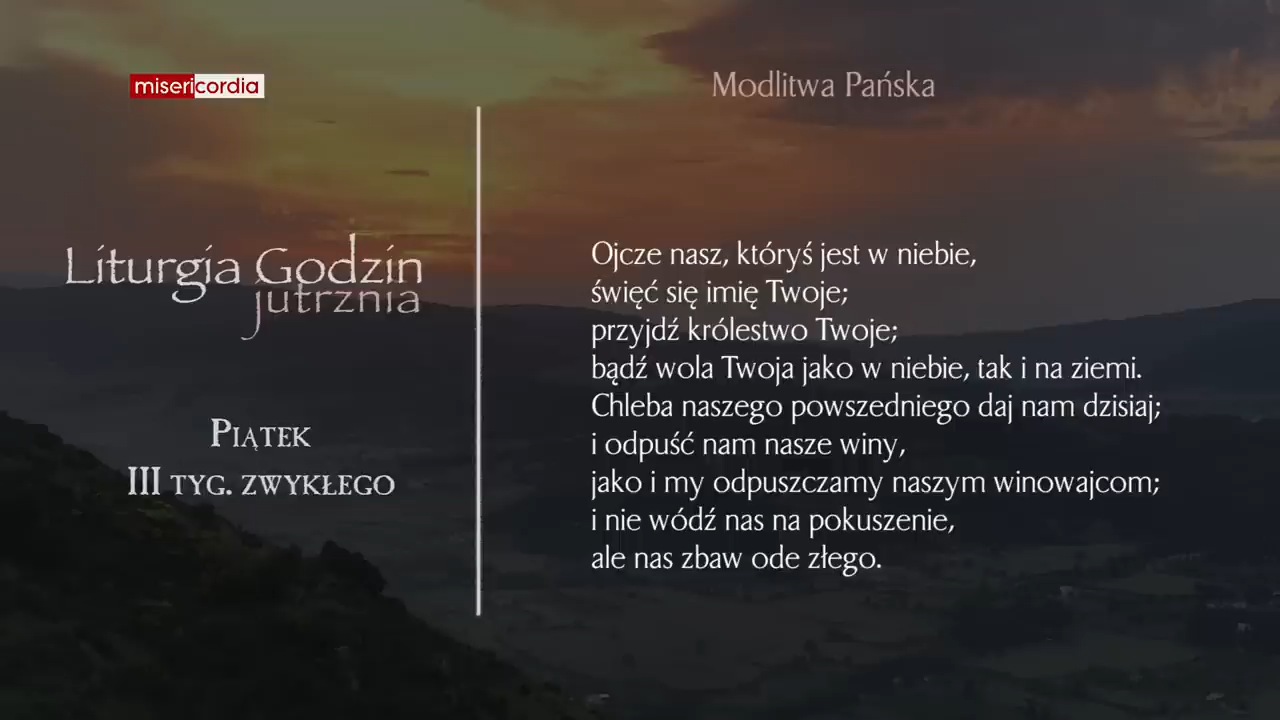 misericordia
Liturgia Godzin
jutrznia
Piątek
III tyg. zwykłego
Modlitwa Pańska
Ojcze nasz, któryś jest w niebie,
święć się imię Twoje;
przyjdź królestwo Twoje;
bądź wola Twoja jako w niebie, tak i na ziemi.
Chleba naszego powszedniego daj nam dzisiaj;
i odpuść nam nasze winy,
jako i my odpuszczamy naszym winowajcom;
i nie wódź nas na pokuszenie,
ale nas zbaw ode złego.